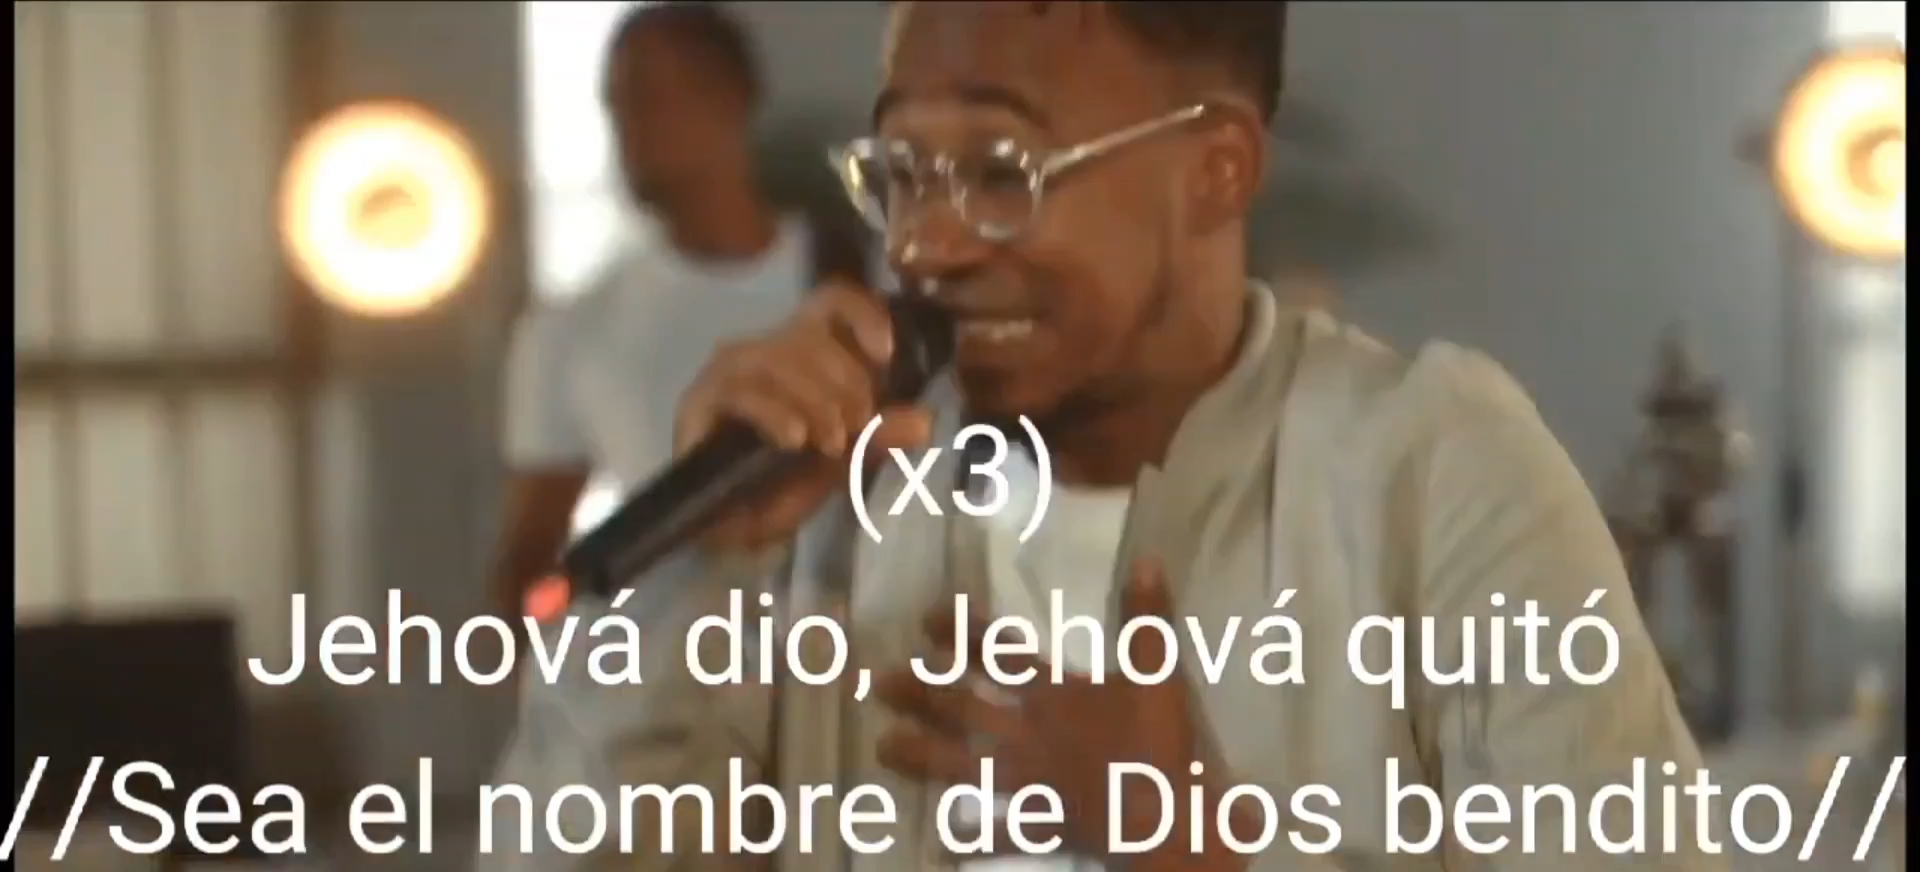 (x3)
Jehová dio, Jehová quitó
//Sea el nombre de Dios bendito//